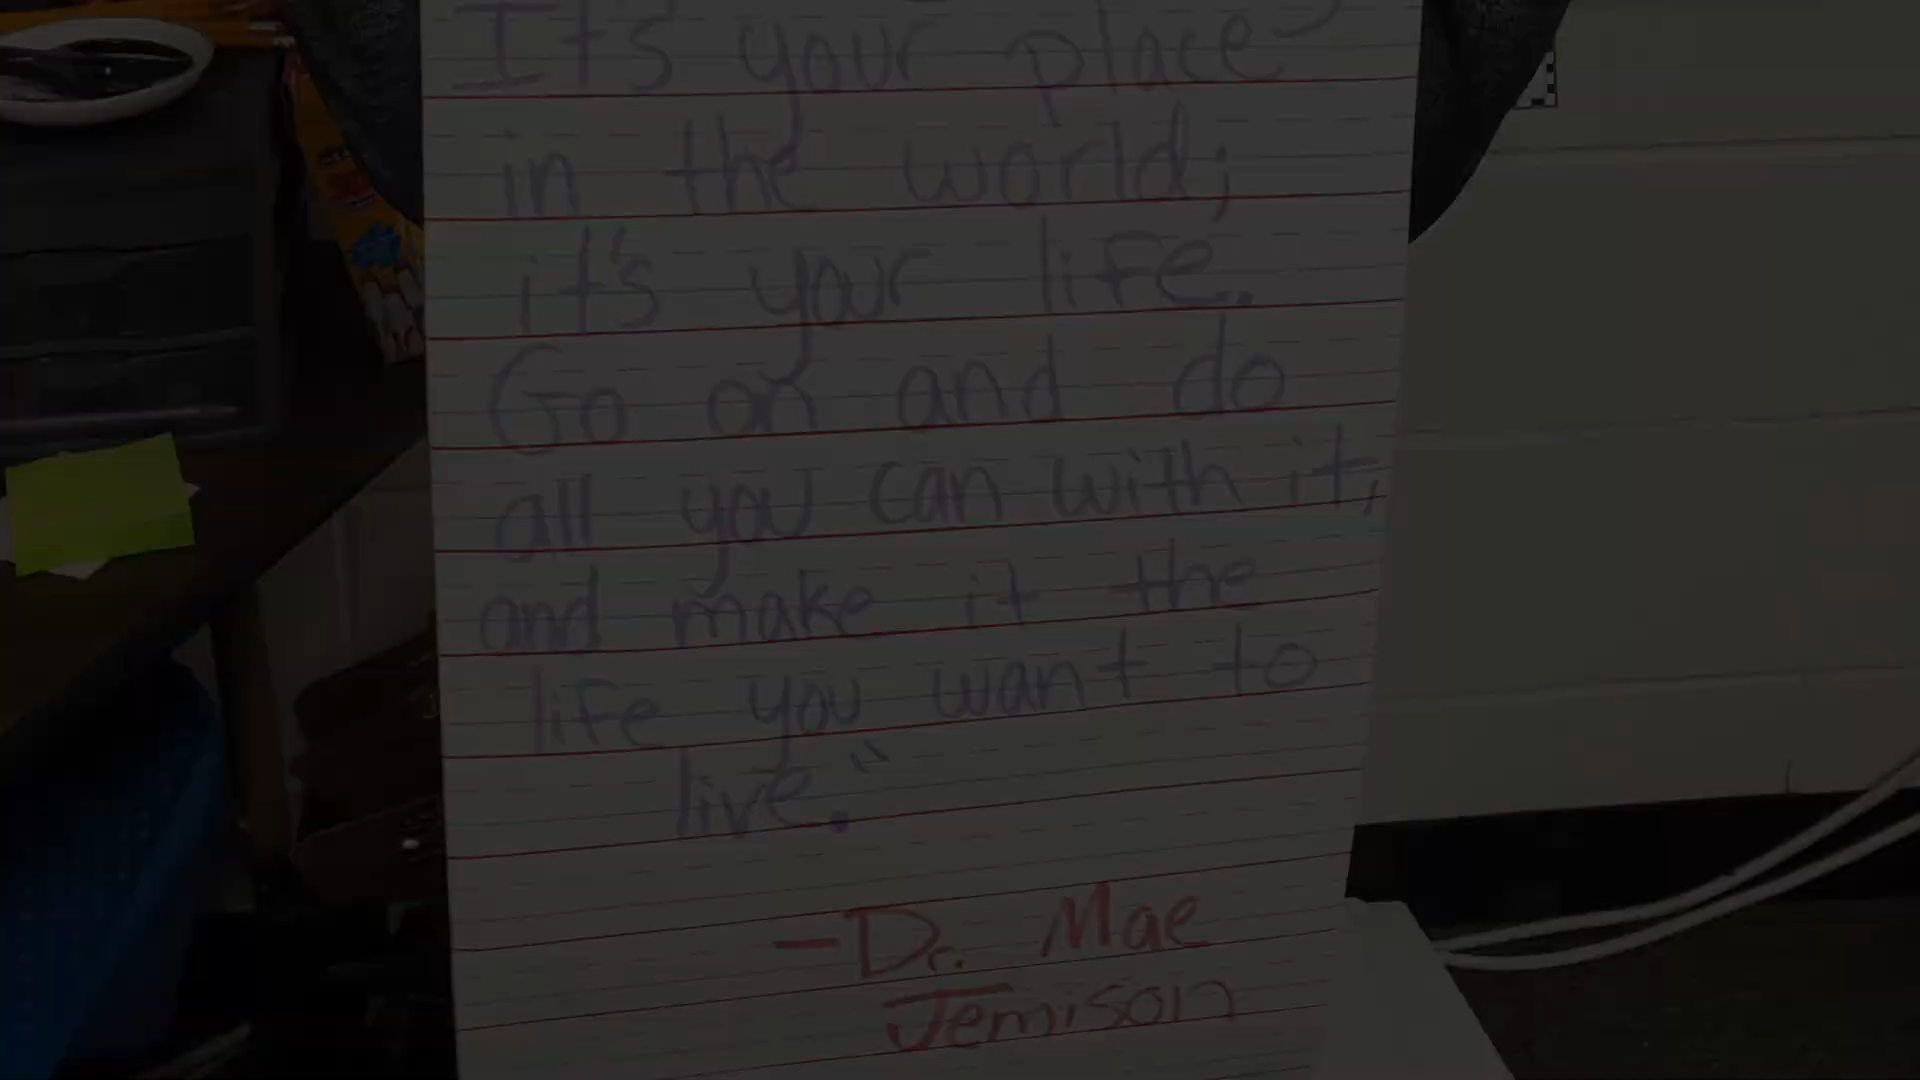 It's your place
in the world;
it's your life.
Go on and do
all you can with it,
and make it the
life you want to
live."
-Dr. Mae
Jemison